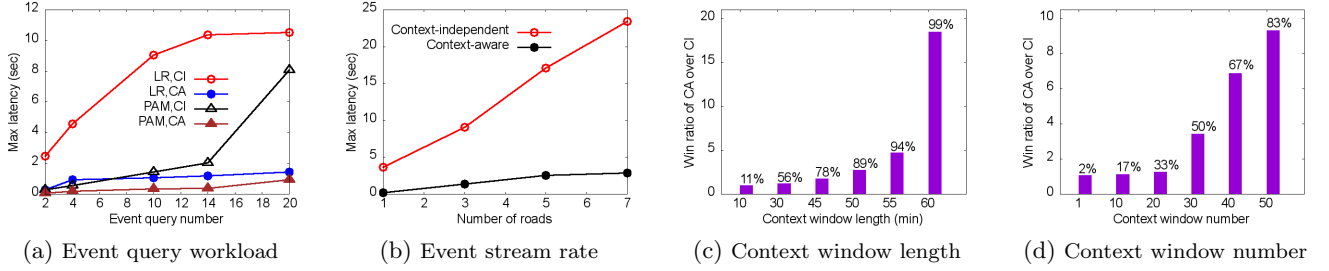 12
10
8
6
4
2
0
Max latency (sec)
LR,CI
LR,CA
PAM,CI
PAM,CA
2 4 6 8 10 12 14 16 18 20
Event query number
(a) Event query workload
25
20
15
10
5
0
Max latency (sec)
Context-independent
Context-aware
1 2 3 4 5 6 7
Number of roads
(b) Event stream rate
20
15
10
5
0
Win ratio of CA over CI
11% 56% 78% 89% 94% 99%
10 30 45 50 55 60
Context window length (min)
(c) Context window length
10
8
6
4
2
0
Win ratio of CA over CI
2% 17% 33% 50% 67% 83%
1 10 20 30 40 50
Context window number
(d) Context window number